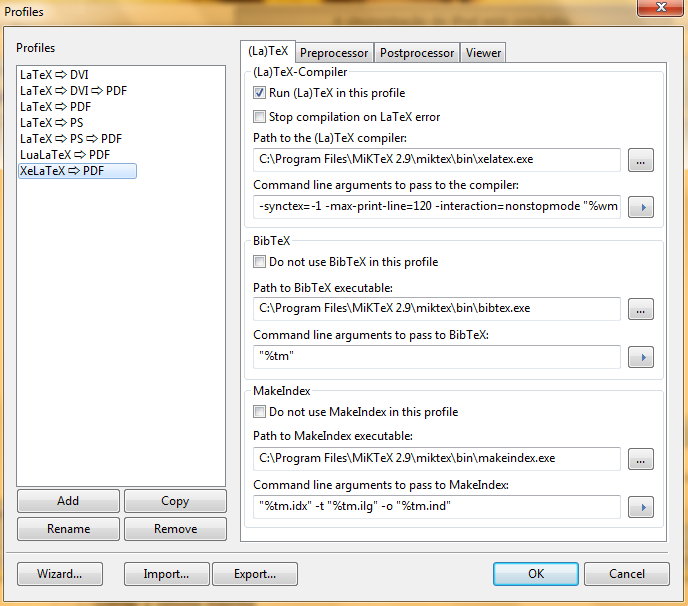 Profiles
Profiles
LaTeX ⇨ DVI
LaTeX ⇨ DVI ⇨ PDF
LaTeX ⇨ PDF
LaTeX ⇨ PS
LaTeX ⇨ PS ⇨ PDF
LuaLaTeX ⇨ PDF
XeLaTeX ⇨ PDF
Add
Copy
Rename
Remove
(La)TeX
Preprocessor
Postprocessor
Viewer
(La)TeX-Compiler
Run (La)TeX in this profile
Stop compilation on LaTeX error
Path to the (La)TeX compiler:
C:\Program Files\MiKTeX 2.9\miktex\bin\xelatex.exe
...
Command line arguments to pass to the compiler:
-synctex=-1 -max-print-line=120 -interaction=nonstopmode "%wm
BibTeX
Do not use BibTeX in this profile
Path to BibTeX executable:
C:\Program Files\MiKTeX 2.9\miktex\bin\bibtex.exe
...
Command line arguments to pass to BibTeX:
"%tm"
MakeIndex
Do not use MakeIndex in this profile
Path to MakeIndex executable:
C:\Program Files\MiKTeX 2.9\miktex\bin\makeindex.exe
...
Command line arguments to pass to MakeIndex:
"%tm.idx" -t "%tm.ilg" -o "%tm.ind"
Wizard...
Import...
Export...
OK
Cancel